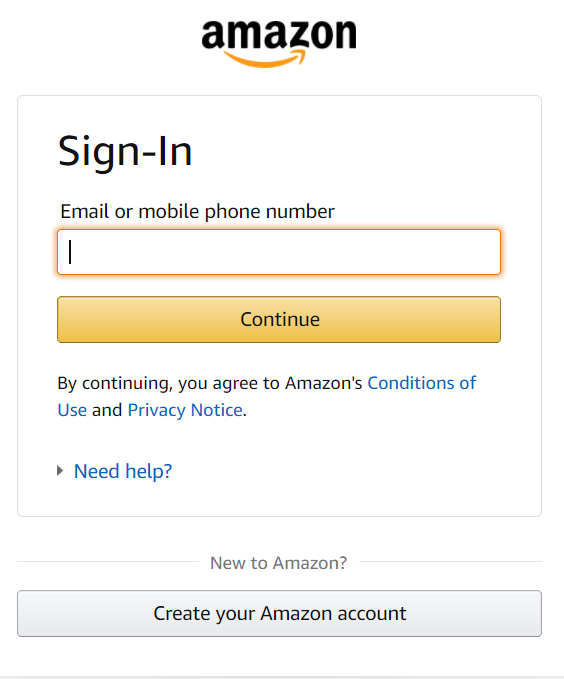 amazon
Sign-In
Email or mobile phone number
Continue
By continuing, you agree to Amazon's Conditions of
Use and Privacy Notice.
Need help?
New to Amazon?
Create your Amazon account